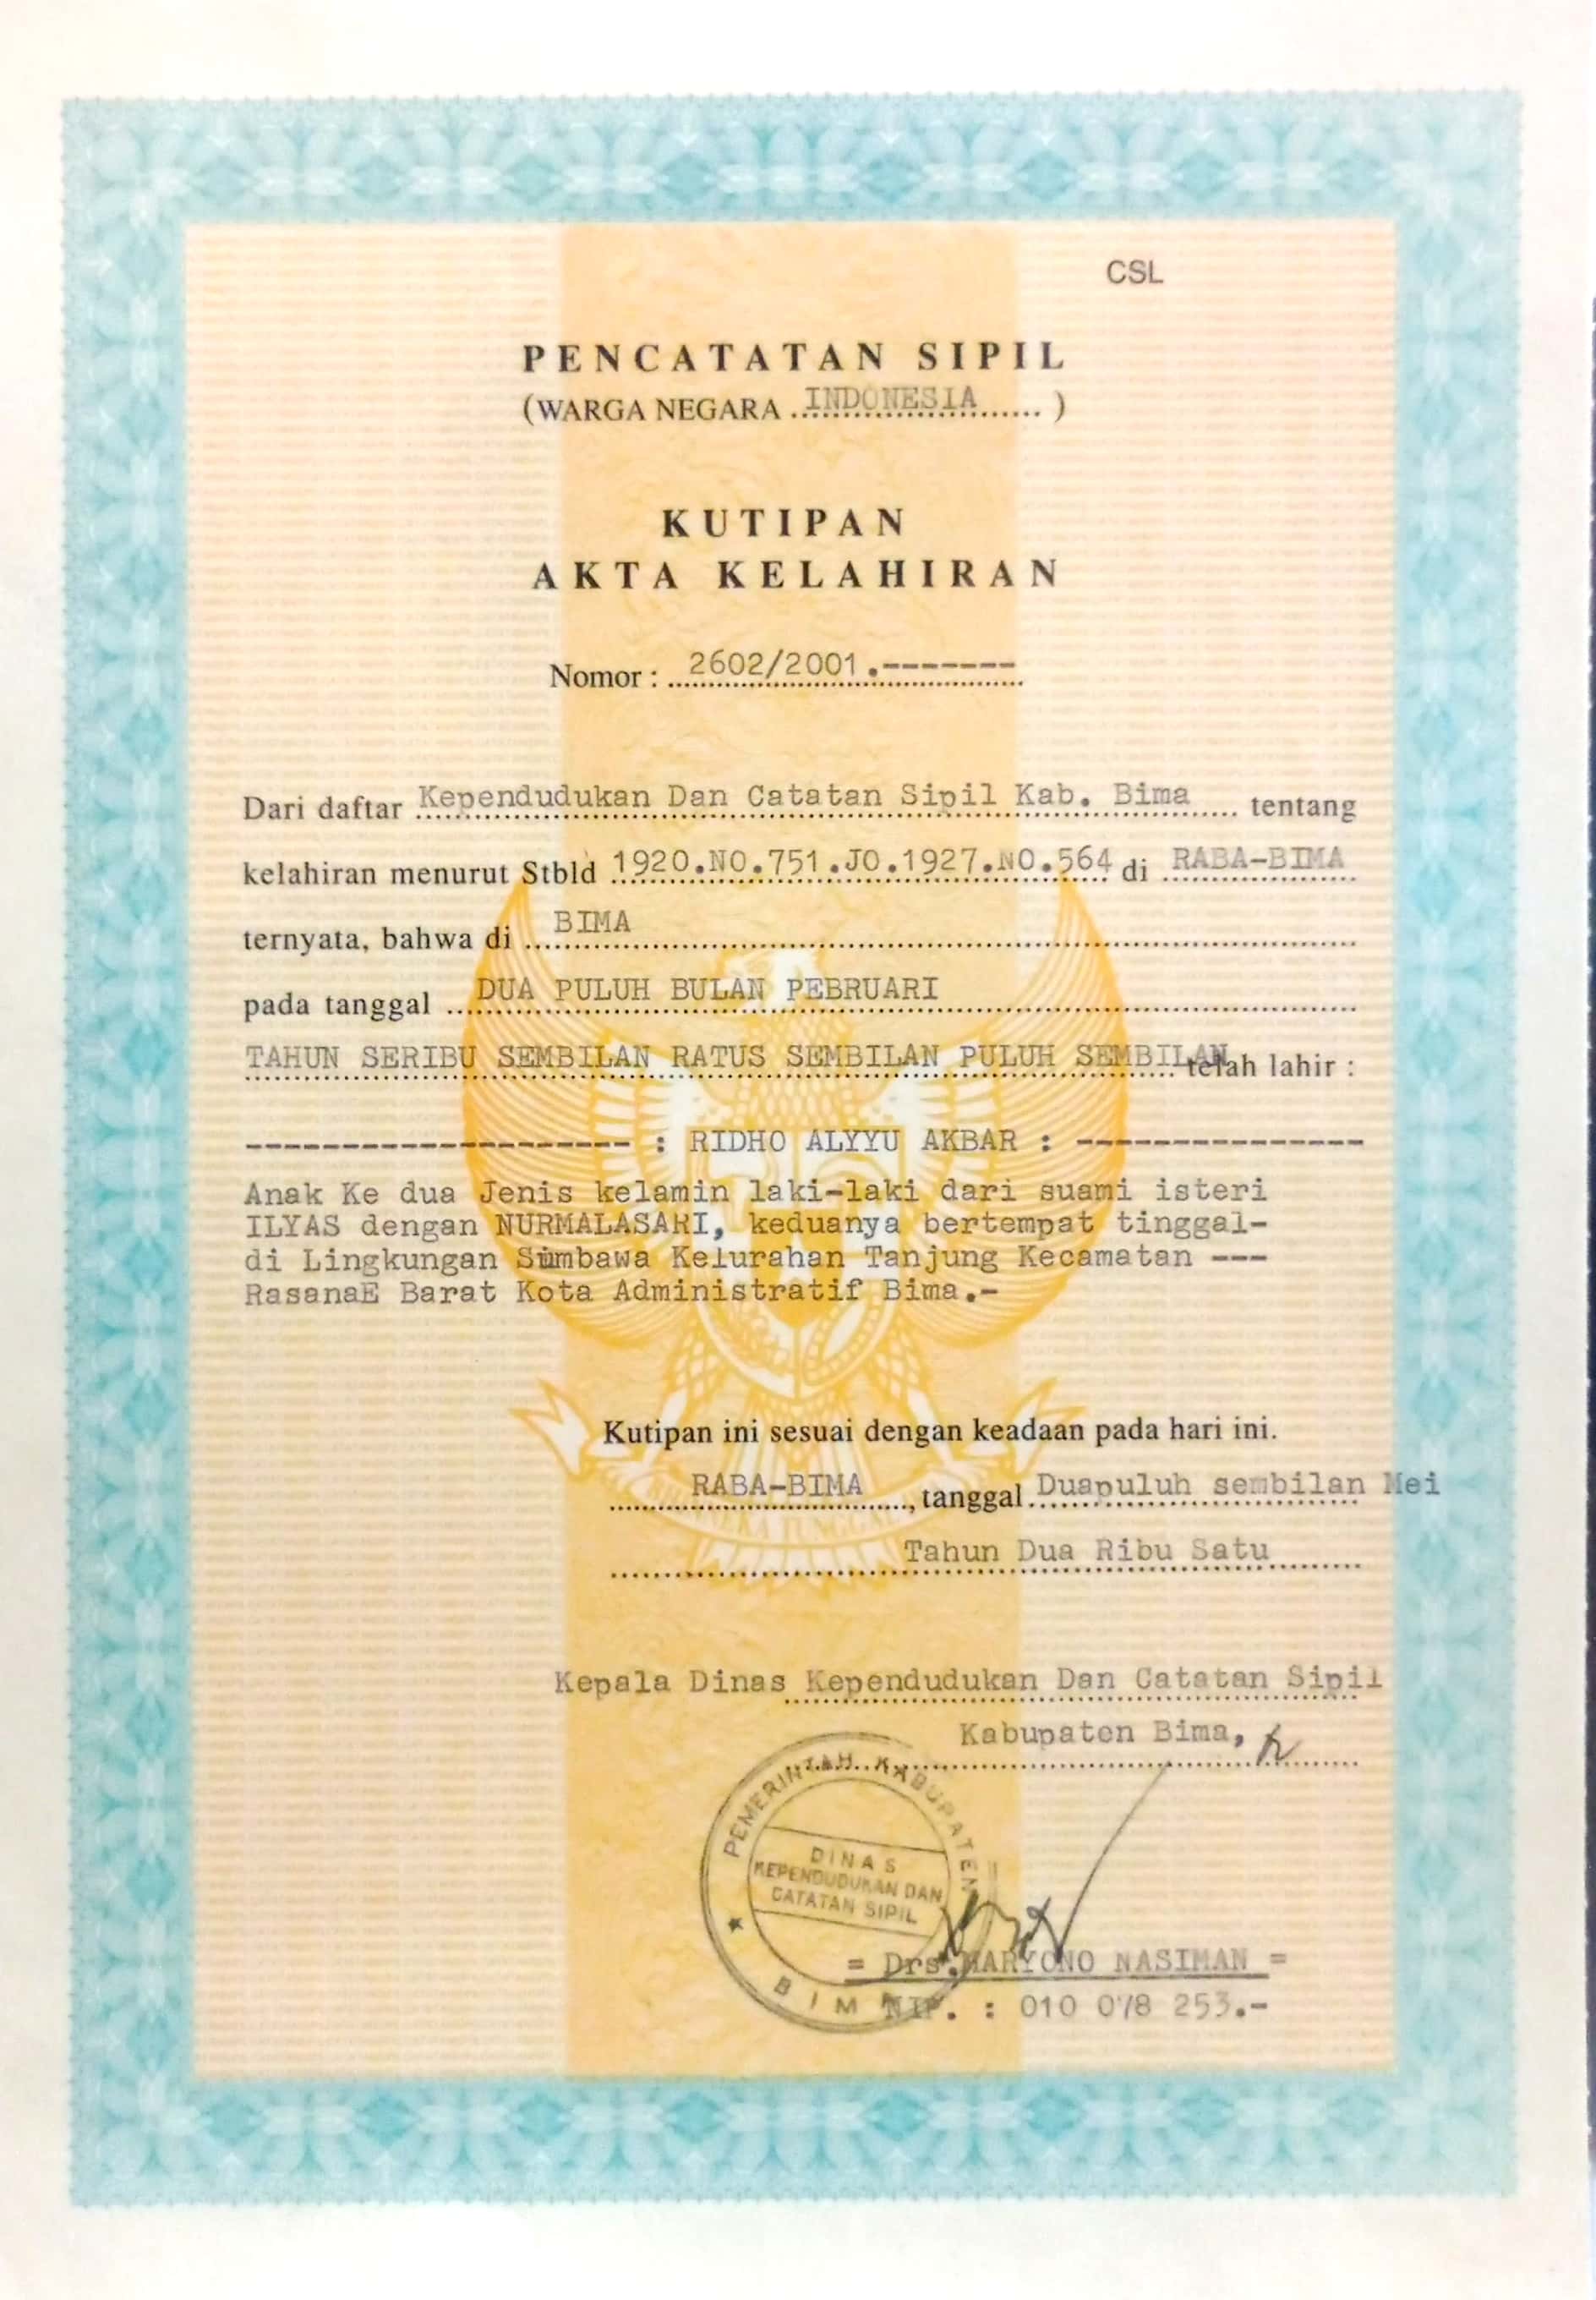 CSL
PENCATATAN SIPIL
(WARGA NEGARA INDONESIA)
KUTIPAN
AKTA KELAHIRAN
Nomor : 2602/2001.-------
Dari daftar Kependudukan Dan Catatan Sipil Kab. Bima tentang
kelahiran menurut Stbld 1920.NO.751.JO.1927.NO.564 di RABA-BIMA
ternyata, bahwa di BIMA
pada tanggal DUA PULUH BULAN PEBRUARI
TAHUN SERIBU SEMBILAN RATUS SEMBILAN PULUH SEMBILAN telah lahir :
-------------------- : RIDHO ALYYU AKBAR : ---------------
Anak Ke dua Jenis kelamin laki-laki dari suami isteri
ILYAS dengan NURMALASARI, keduanya bertempat tinggal-
di Lingkungan Sumbawa Kelurahan Tanjung Kecamatan ---
RasanaE Barat Kota Administratif Bima.-
Kutipan ini sesuai dengan keadaan pada hari ini.
RABA-BIMA, tanggal Duapuluh sembilan Mei
Tahun Dua Ribu Satu
Kepala Dinas Kependudukan Dan Catatan Sipil
Kabupaten Bima,
PEMERINTAH KABUPATEN
DINAS
KEPENDUDUKAN DAN
CATATAN SIPIL
BIMA
= Drs.HARYONO NASIMAN =
NIP. : 010 078 253.-